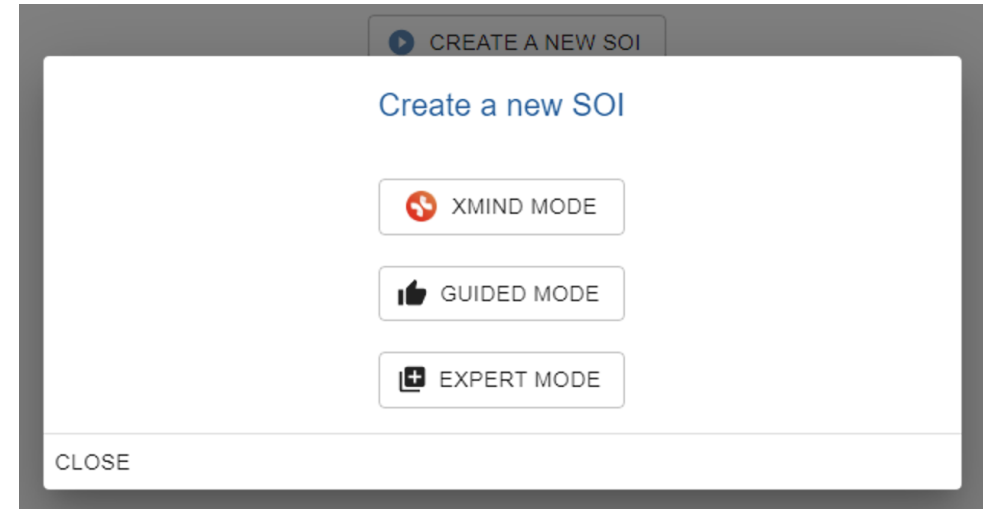 CREATE A NEW SOI
Create a new SOI
XMIND MODE
GUIDED MODE
EXPERT MODE
CLOSE